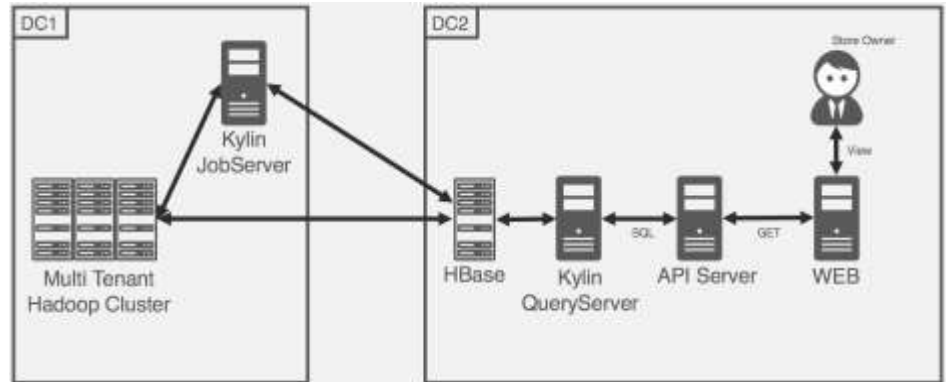 DC1
Kylin
JobServer
Multi Tenant
Hadoop Cluster
DC2
Store Owner
View
HBase
Kylin
QueryServer
SQL
API Server
GET
WEB